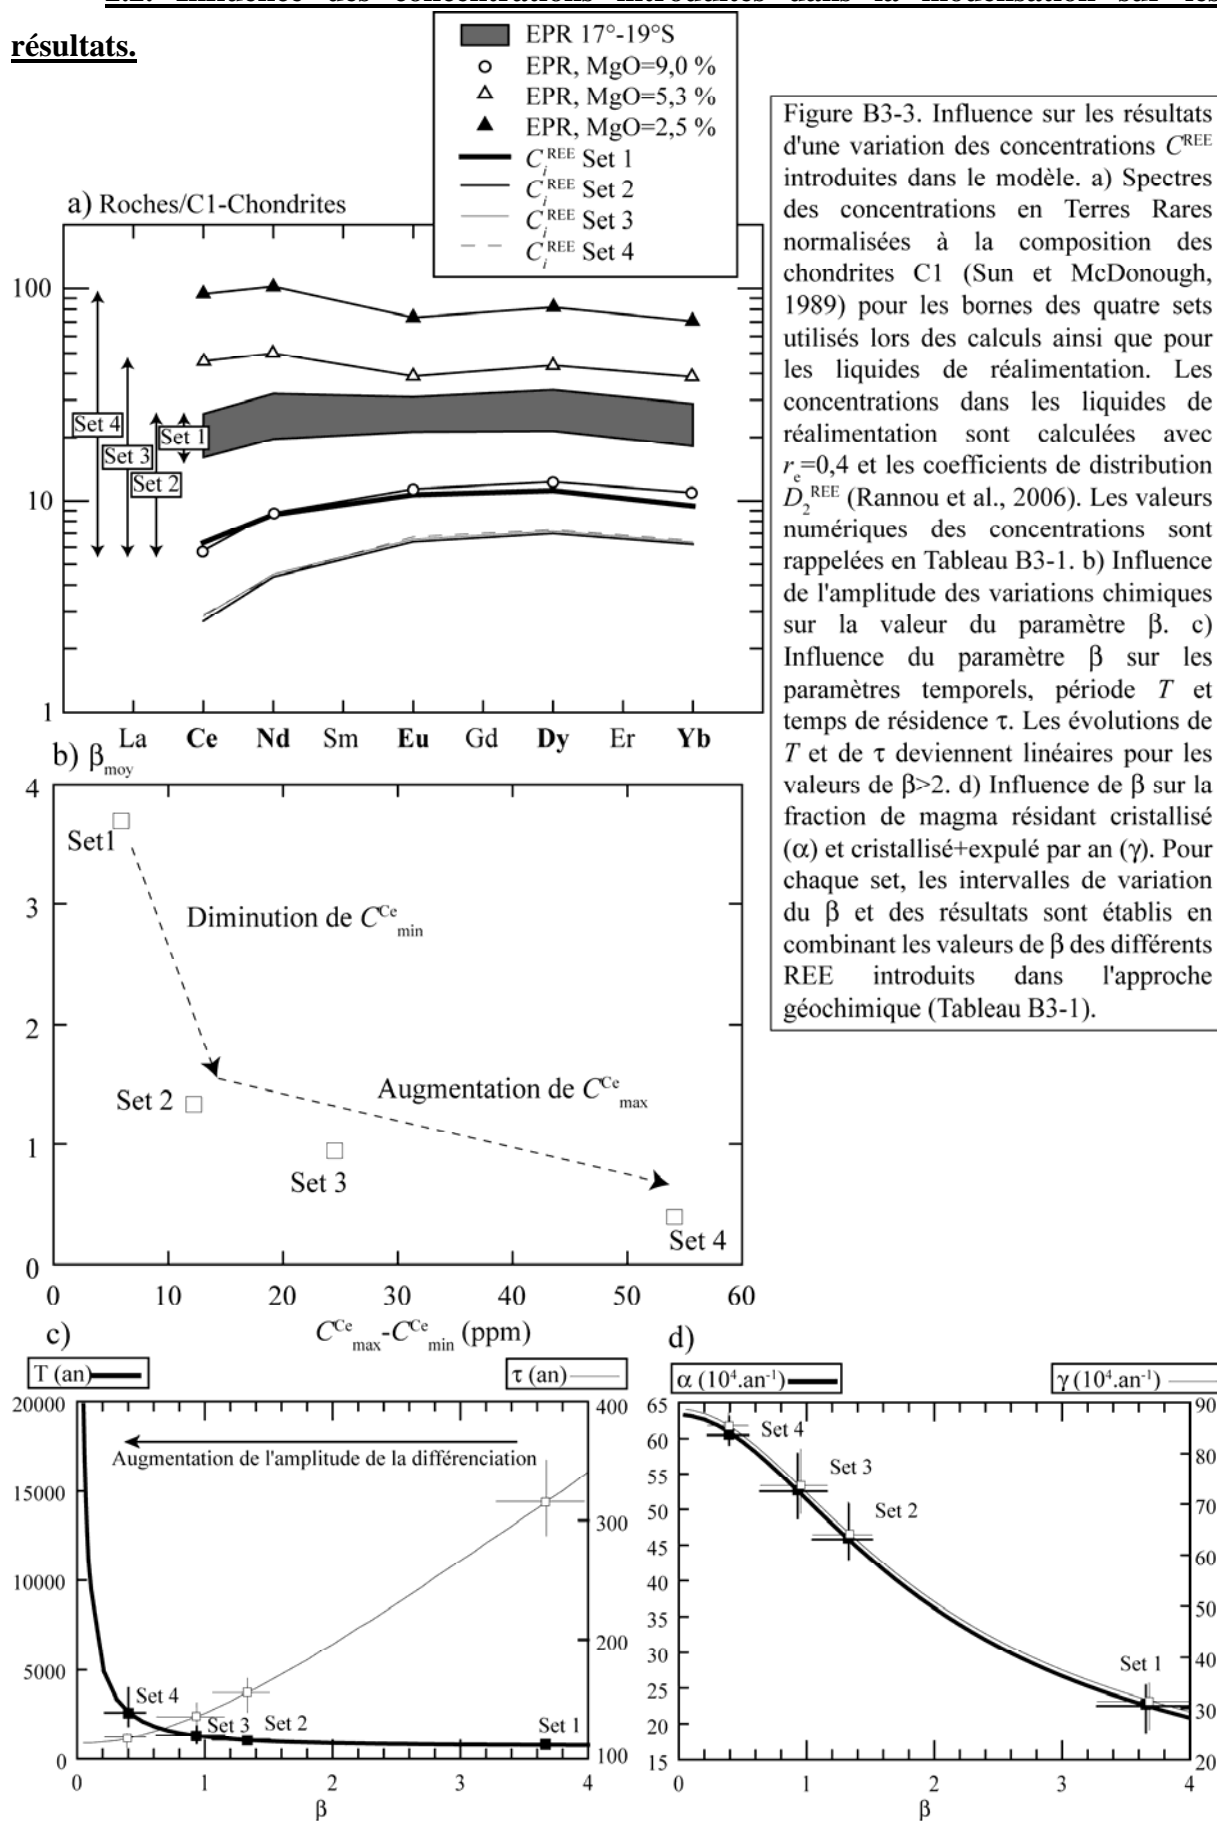 2.2. Influence des concentrations introduites dans la modélisation sur les
résultats.
EPR 17°-19°S
EPR, MgO=9,0 %
EPR, MgO=5,3 %
EPR, MgO=2,5 %
C_i^REE Set 1
C_i^REE Set 2
C_i^REE Set 3
C_i^REE Set 4
a) Roches/C1-Chondrites
100
10
1
Set 4
Set 3
Set 2
Set 1
La Ce Nd Sm Eu Gd Dy Er Yb
Figure B3-3. Influence sur les résultats
d'une variation des concentrations C^REE
introduites dans le modèle. a) Spectres
des concentrations en Terres Rares
normalisées à la composition des
chondrites C1 (Sun et McDonough,
1989) pour les bornes des quatre sets
utilisés lors des calculs ainsi que pour
les liquides de réalimentation. Les
concentrations dans les liquides de
réalimentation sont calculées avec
r_e=0,4 et les coefficients de distribution
D_2^REE (Rannou et al., 2006). Les valeurs
numériques des concentrations sont
rappelées en Tableau B3-1. b) Influence
de l'amplitude des variations chimiques
sur la valeur du paramètre β. c)
Influence du paramètre β sur les
paramètres temporels, période T et
temps de résidence τ. Les évolutions de
T et de τ deviennent linéaires pour les
valeurs de β>2. d) Influence de β sur la
fraction de magma résidant cristallisé
(α) et cristallisé+expulé par an (γ). Pour
chaque set, les intervalles de variation
du β et des résultats sont établis en
combinant les valeurs de β des différents
REE introduits dans l'approche
géochimique (Tableau B3-1).
b) β_moy
4
3
2
1
0
Set1
Diminution de C^Ce_min
Set 2
Augmentation de C^Ce_max
Set 3
Set 4
0 10 20 30 40 50 60
C^Ce_max-C^Ce_min (ppm)
c)
T (an)
τ (an)
20000
15000
10000
5000
0
400
300
200
100
Augmentation de l'amplitude de la différenciation
Set 4
Set 3
Set 2
Set 1
0 1 2 3 4
β
d)
α (10⁴.an⁻¹)
γ (10⁴.an⁻¹)
65
60
55
50
45
40
35
30
25
20
15
90
80
70
60
50
40
30
20
Set 4
Set 3
Set 2
Set 1
0 1 2 3 4
β